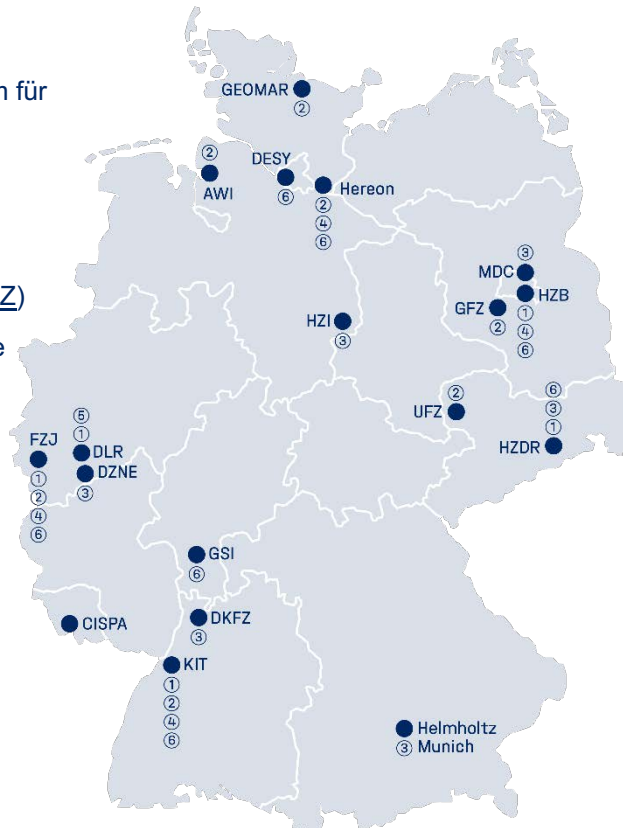 n für
Z)
e
GEOMAR
②
②
AWI
DESY
⑥
Hereon
②
④
⑥
③
MDC
HZB
①
④
⑥
GFZ
②
HZI
③
②
UFZ
⑥
③
①
HZDR
FZJ
①
②
④
⑥
⑤
①
DLR
DZNE
③
GSI
⑥
CISPA
DKFZ
③
KIT
①
②
④
⑥
Helmholtz
③ Munich